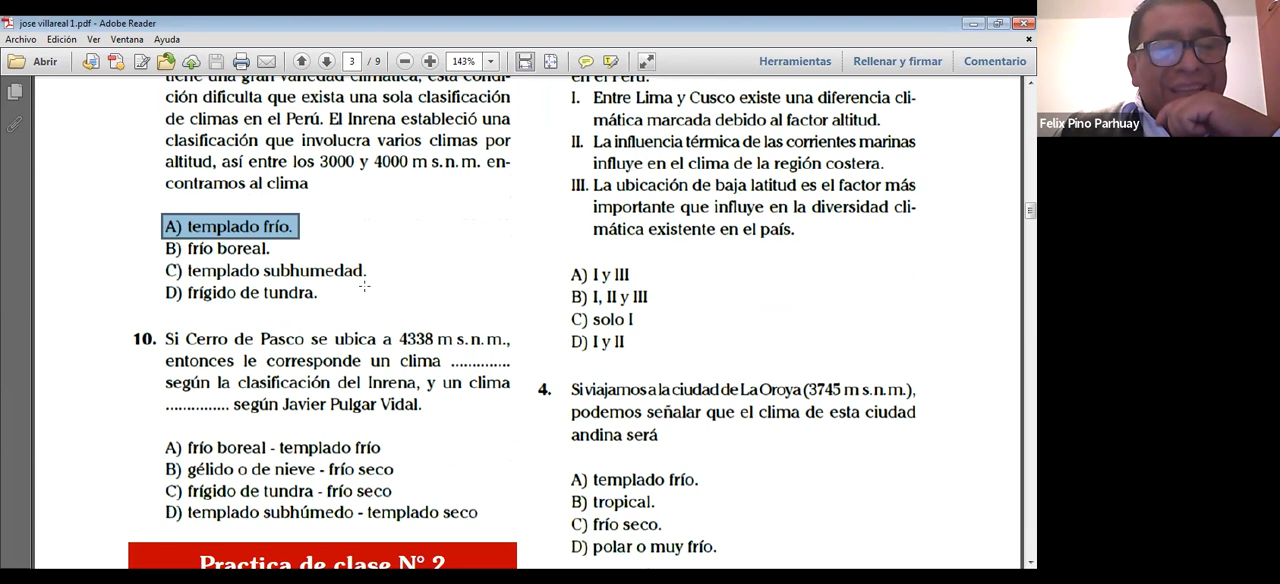 jose villareal 1.pdf - Adobe Reader
Archivo Edición Ver Ventana Ayuda
Abrir
3 / 9
143%
Herramientas
Rellenar y firmar
Comentario
tiene una gran variedad climática, esta condi-
ción dificulta que exista una sola clasificación
de climas en el Perú. El Inrena estableció una
clasificación que involucra varios climas por
altitud, así entre los 3000 y 4000 m s. n. m. en-
contramos al clima
A) templado frío.
B) frío boreal.
C) templado subhumedad.
D) frígido de tundra.
10. Si Cerro de Pasco se ubica a 4338 m s. n. m.,
entonces le corresponde un clima .............
según la clasificación del Inrena, y un clima
............... según Javier Pulgar Vidal.
A) frío boreal - templado frío
B) gélido o de nieve - frío seco
C) frígido de tundra - frío seco
D) templado subhúmedo - templado seco
Practica de clase N° 2
en el Perú.
I. Entre Lima y Cusco existe una diferencia cli-
mática marcada debido al factor altitud.
II. La influencia térmica de las corrientes marinas
influye en el clima de la región costera.
III. La ubicación de baja latitud es el factor más
importante que influye en la diversidad cli-
mática existente en el país.
A) I y III
B) I, II y III
C) solo I
D) I y II
4. Si viajamos a la ciudad de La Oroya (3745 m s. n. m.),
podemos señalar que el clima de esta ciudad
andina será
A) templado frío.
B) tropical.
C) frío seco.
D) polar o muy frío.
Felix Pino Parhuay